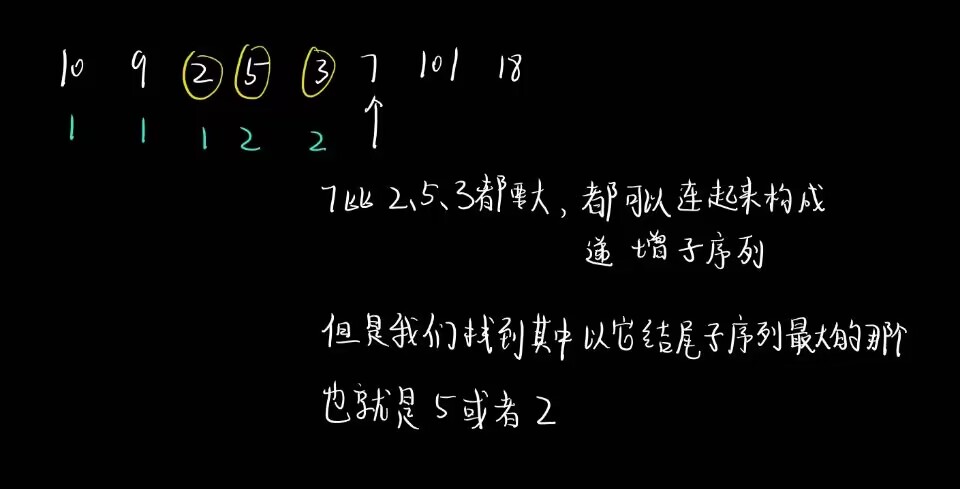 10 9 2 5 3 7 101 18
1 1 1 2 2
7比 2、5、3都要大, 都可以连起来构成
递增子序列
但是我们找到其中以它结尾子序列最大的那个
也就是 5或者2